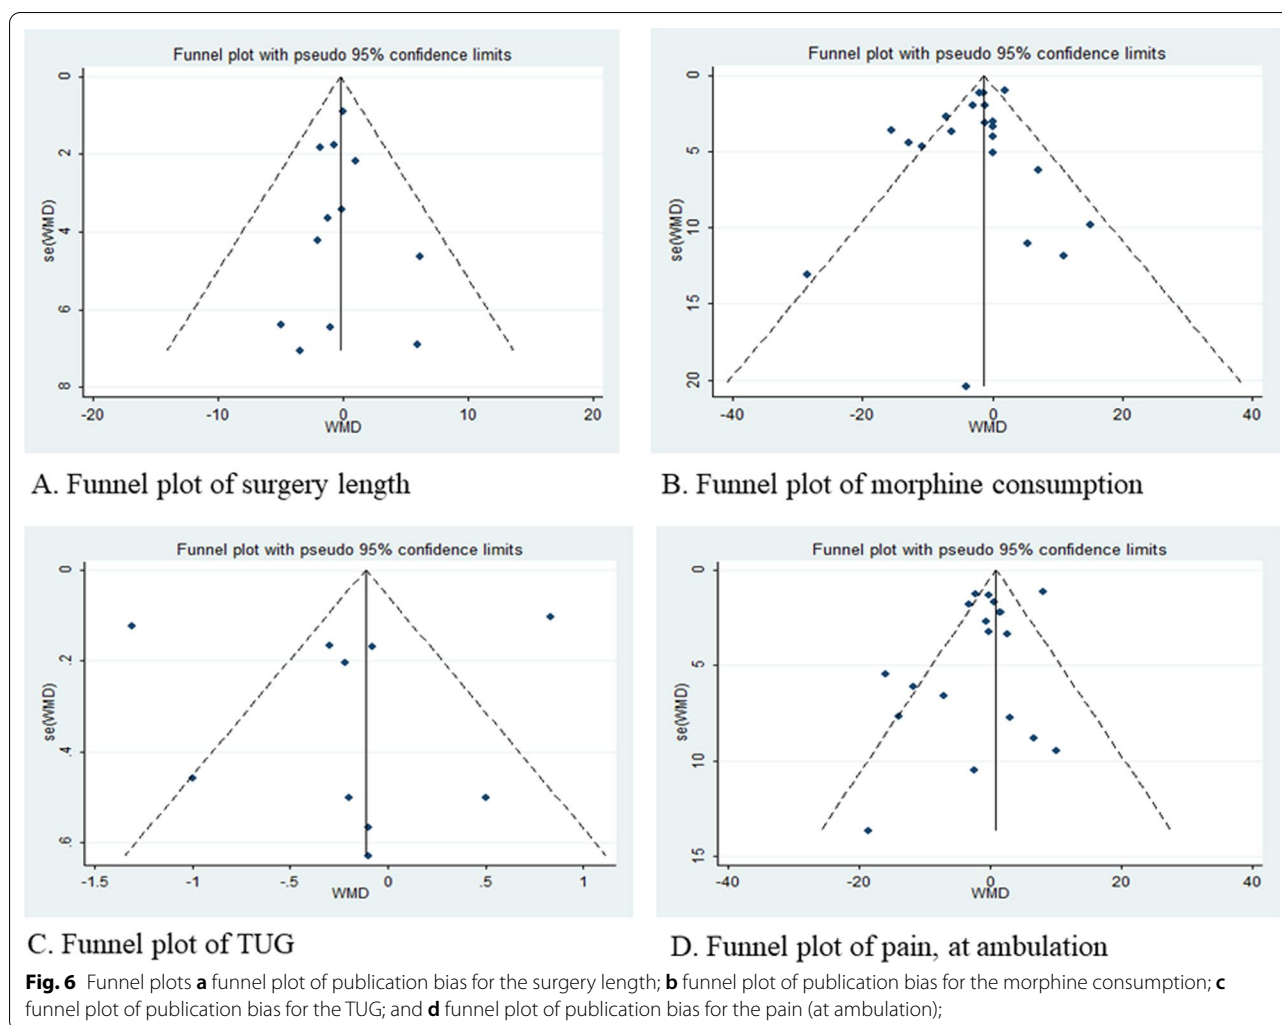 Funnel plot with pseudo 95% confidence limits
0
2
4
6
8
se(WMD)
-20
-10
0
10
20
WMD
A. Funnel plot of surgery length
Funnel plot with pseudo 95% confidence limits
0
5
10
15
20
se(WMD)
-40
-20
0
20
40
WMD
B. Funnel plot of morphine consumption
Funnel plot with pseudo 95% confidence limits
0
.2
.4
.6
se(WMD)
-1.5
-1
-.5
0
.5
1
WMD
C. Funnel plot of TUG
Funnel plot with pseudo 95% confidence limits
0
5
10
15
se(WMD)
-40
-20
0
20
40
WMD
D. Funnel plot of pain, at ambulation
Fig. 6 Funnel plots a funnel plot of publication bias for the surgery length; b funnel plot of publication bias for the morphine consumption; c
funnel plot of publication bias for the TUG; and d funnel plot of publication bias for the pain (at ambulation);